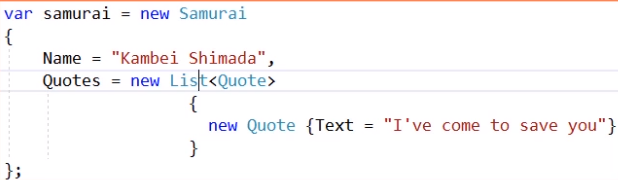 var samurai = new Samurai
{
Name = "Kambei Shimada",
Quotes = new List<Quote>
{
new Quote {Text = "I've come to save you"}
}
};